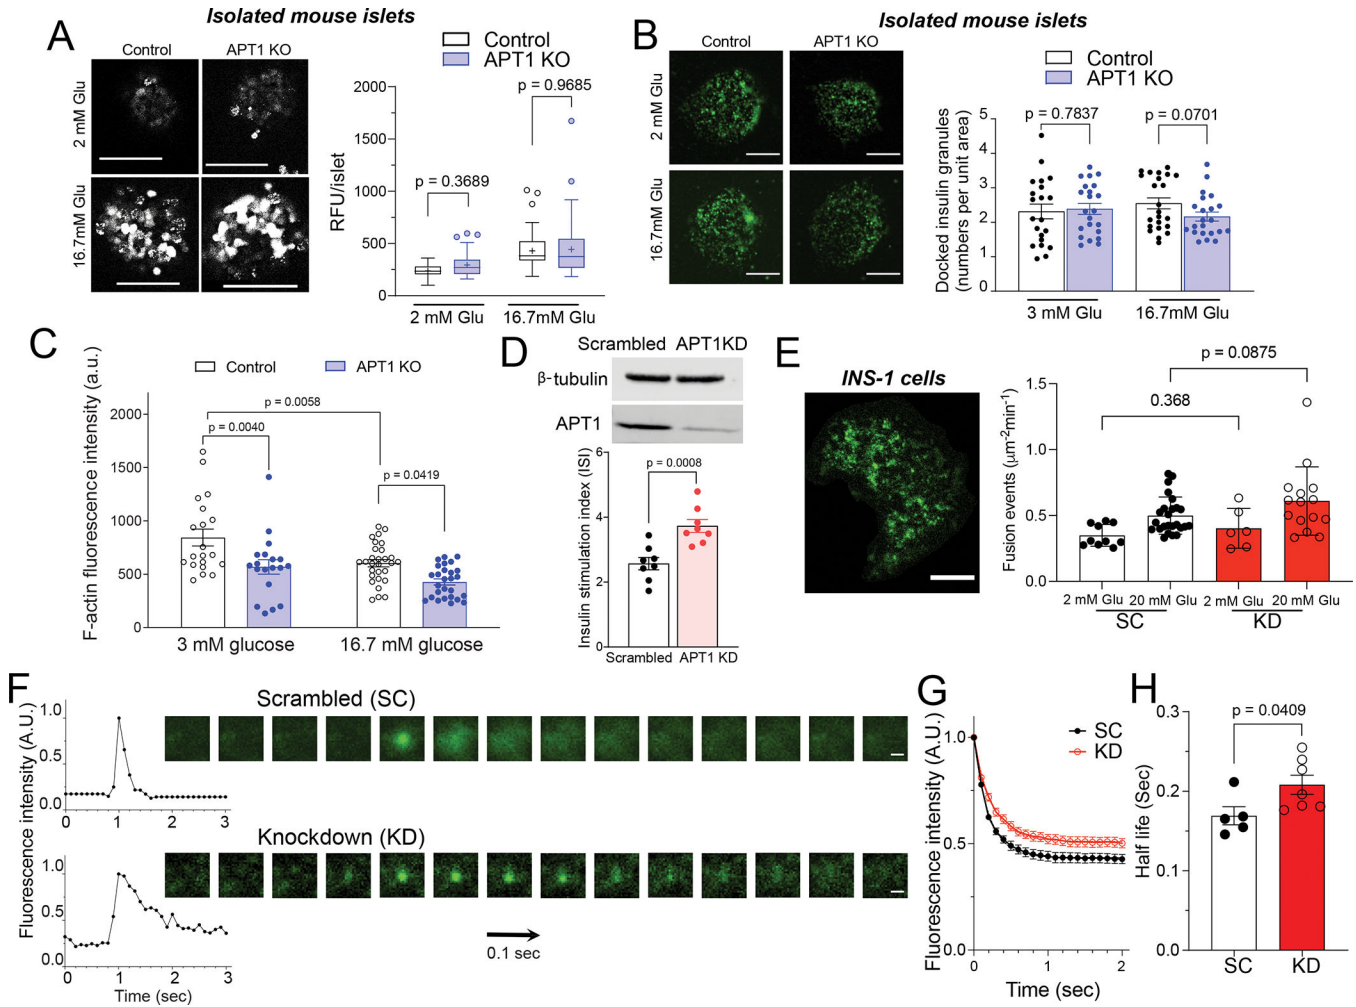 A
Isolated mouse islets
Control
APT1 KO
2 mM Glu
16.7mM Glu
Control
APT1 KO
RFU/islet
2000
1500
1000
500
0
p = 0.3689
p = 0.9685
2 mM Glu
16.7mM Glu
B
Isolated mouse islets
Control
APT1 KO
2 mM Glu
16.7mM Glu
Control
APT1 KO
Docked insulin granules
(numbers per unit area)
5
4
3
2
1
0
p = 0.7837
p = 0.0701
3 mM Glu
16.7mM Glu
C
Control
APT1 KO
F-actin fluorescence intensity (a.u.)
2000
1500
1000
500
0
p = 0.0058
p = 0.0040
p = 0.0419
3 mM glucose
16.7 mM glucose
D
Scrambled APT1KD
β-tubulin
APT1
Insulin stimulation index (ISI)
6
4
2
0
p = 0.0008
Scrambled
APT1 KD
E
INS-1 cells
Fusion events (μm-2min-1)
1.5
1.0
0.5
0.0
p = 0.0875
0.368
2 mM Glu
20 mM Glu
2 mM Glu
20 mM Glu
SC
KD
F
Scrambled (SC)
Fluorescence intensity (A.U.)
1.0
0.5
0.0
0
1
2
3
Knockdown (KD)
1.0
0.5
0.0
0
1
2
3
Time (sec)
0.1 sec
G
Fluorescence intensity (A.U.)
1.0
0.5
0.0
SC
KD
0
1
2
Time (sec)
H
Half life (Sec)
0.3
0.2
0.1
0.0
p = 0.0409
SC
KD